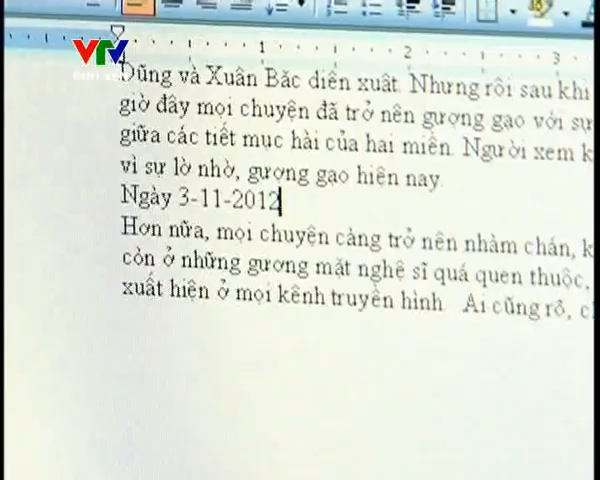 VTV
1 2 3
Dũng và Xuân Bắc diễn xuất. Nhưng rồi sau khi
giờ đây mọi chuyện đã trở nên gượng gạo với sự
giữa các tiết mục hài của hai miền. Người xem k
vì sự lờ nhờ, gượng gạo hiện nay.
Ngày 3-11-2012
Hơn nữa, mọi chuyện càng trở nên nhàm chán, k
còn ở những gương mặt nghệ sĩ quá quen thuộc,
xuất hiện ở mọi kênh truyền hình. Ai cũng rõ, c